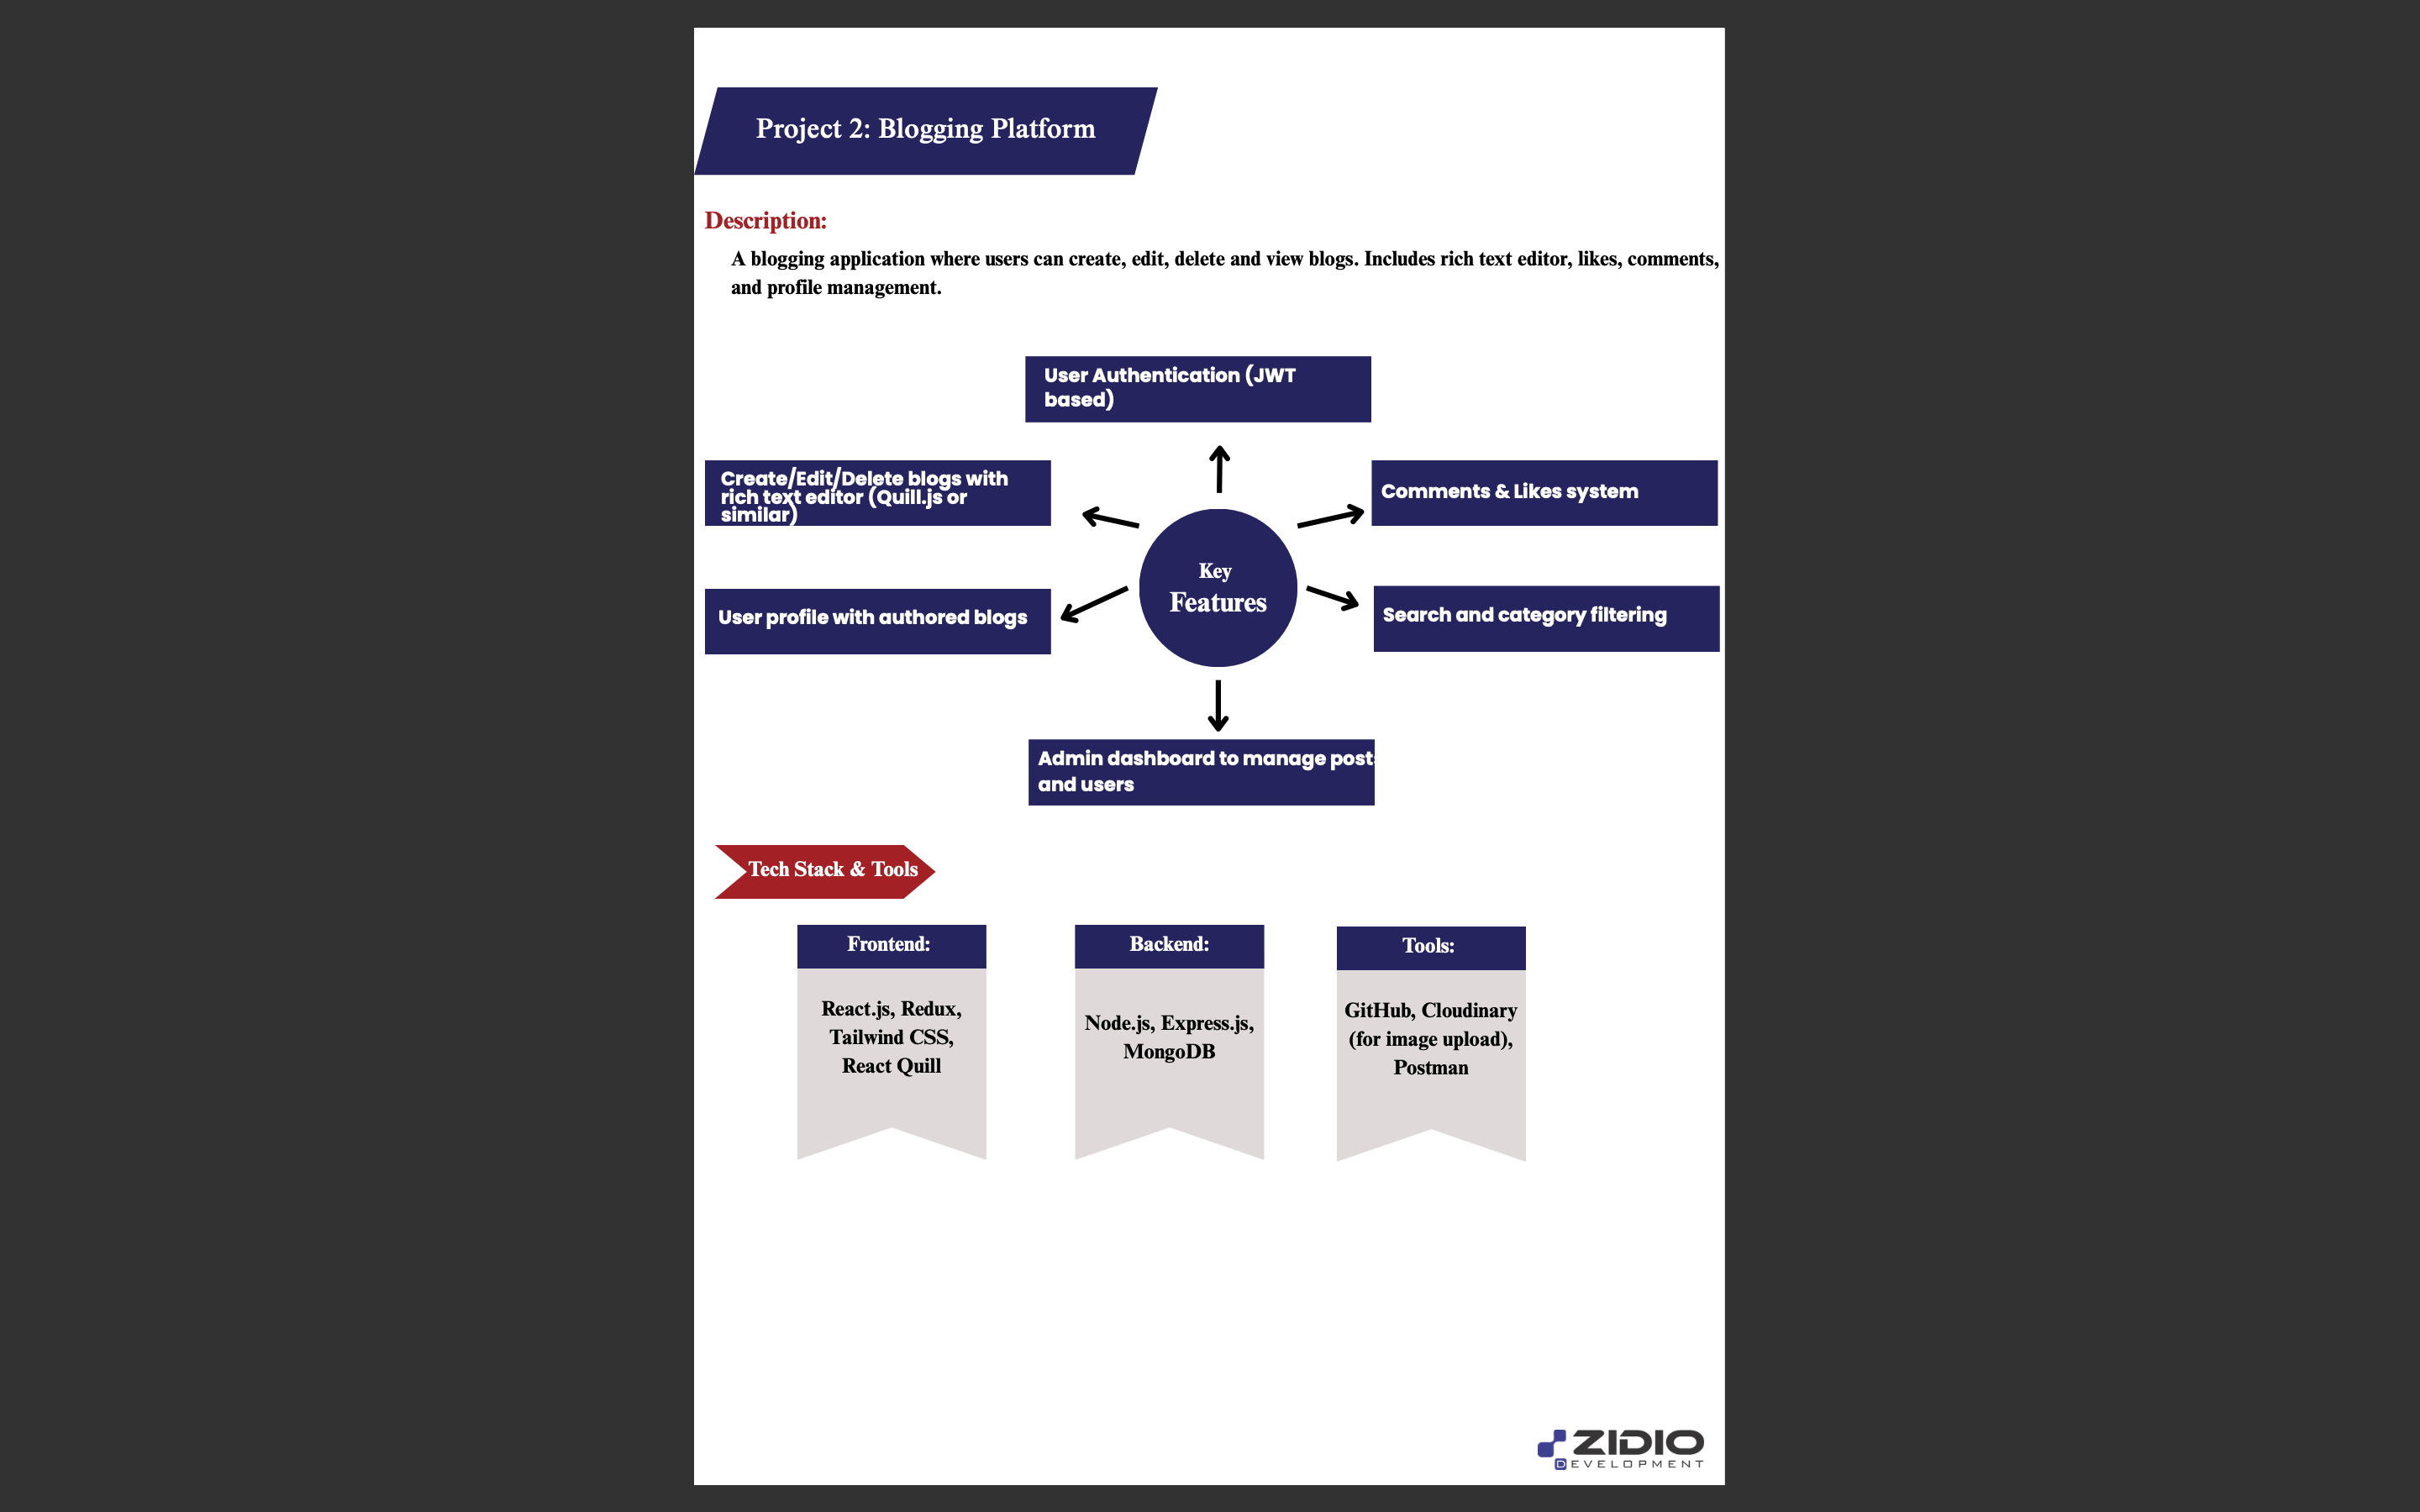 Project 2: Blogging Platform
Description:
A blogging application where users can create, edit, delete and view blogs. Includes rich text editor, likes, comments,
and profile management.
User Authentication (JWT
based)
Create/Edit/Delete blogs with
rich text editor (Quill.js or
similar)
Comments & Likes system
Key
Features
User profile with authored blogs
Search and category filtering
Admin dashboard to manage posts
and users
Tech Stack & Tools
Frontend:
React.js, Redux,
Tailwind CSS,
React Quill
Backend:
Node.js, Express.js,
MongoDB
Tools:
GitHub, Cloudinary
(for image upload),
Postman
ZIDIO
DEVELOPMENT